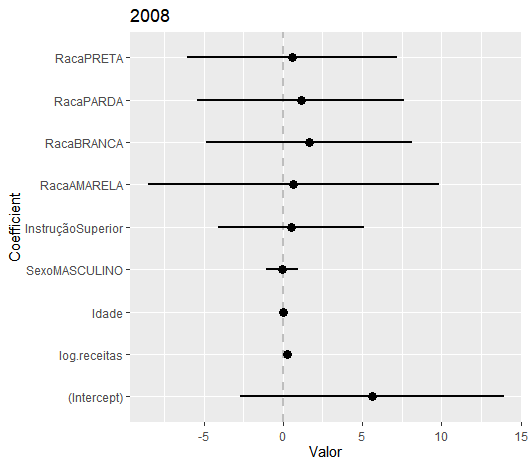 2008
RacaPRETA
RacaPARDA
RacaBRANCA
RacaAMARELA
InstruçãoSuperior
SexoMASCULINO
Idade
log.receitas
(Intercept)
Coefficient
-5 0 5 10 15
Valor